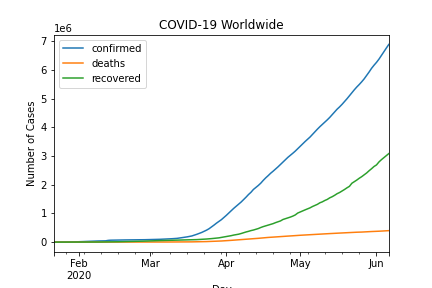 COVID-19 Worldwide
1e6
confirmed
deaths
recovered
7
6
5
4
3
2
1
0
Number of Cases
Feb Mar Apr May Jun
2020